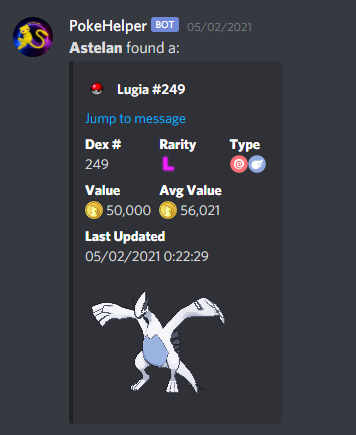 PokeHelper BOT 05/02/2021
Astelan found a:
Lugia #249
Jump to message
Dex # Rarity Type
249 L
Value Avg Value
50,000 56,021
Last Updated
05/02/2021 0:22:29